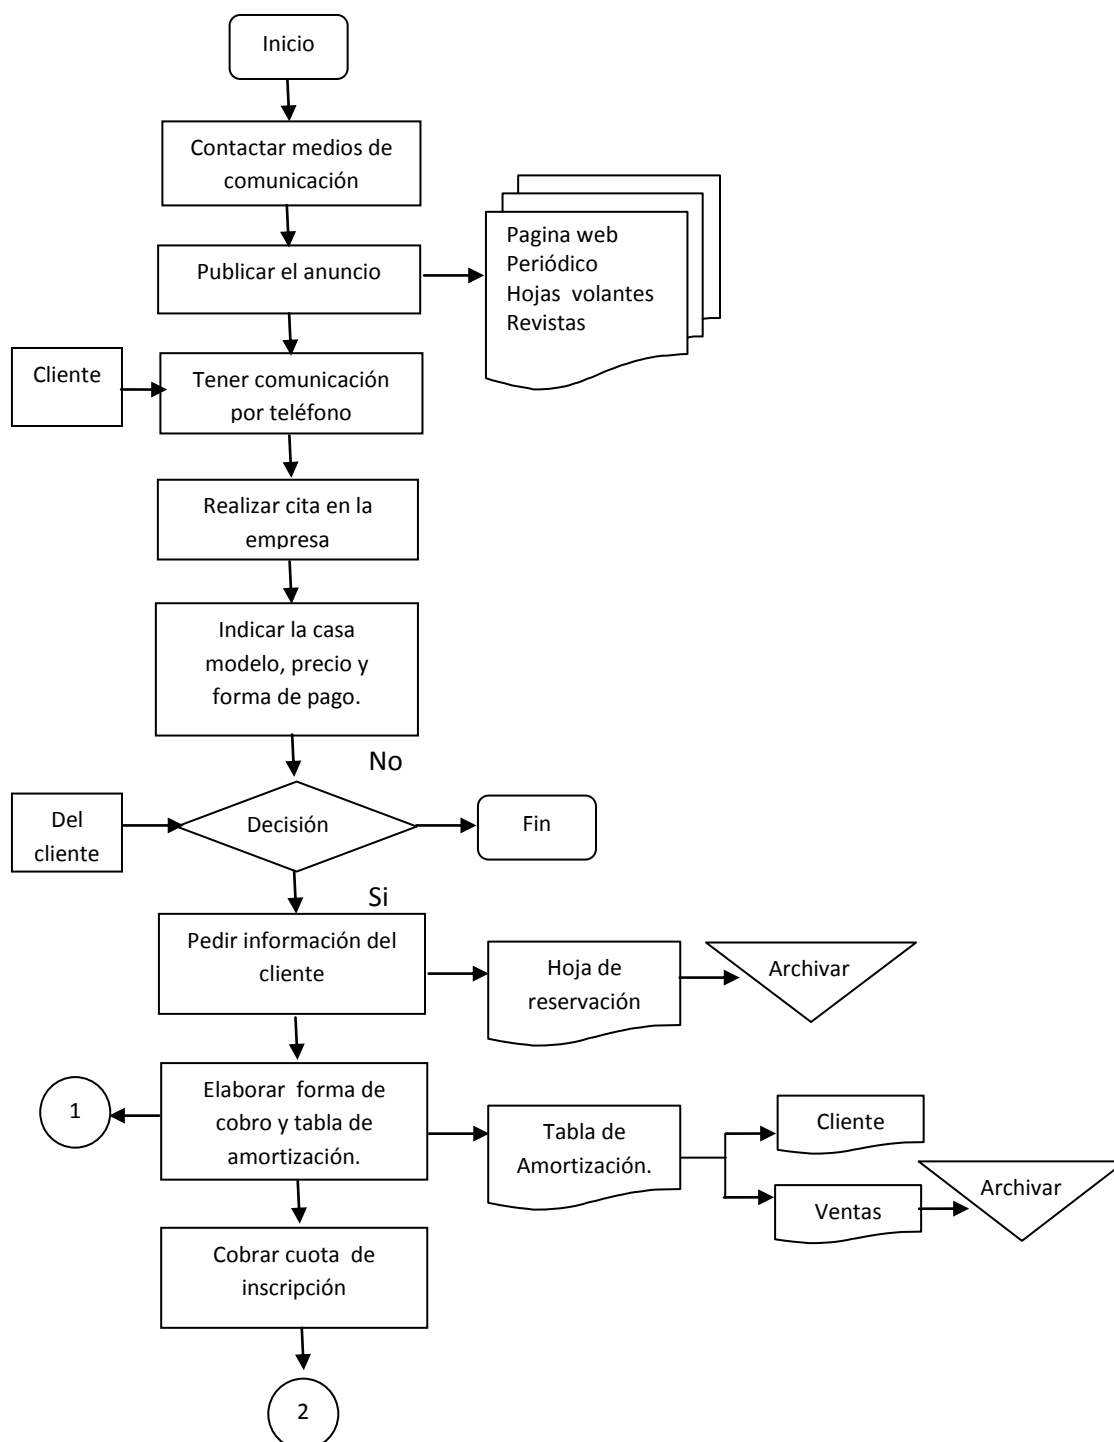 Inicio
Contactar medios de
comunicación
Publicar el anuncio
Pagina web
Periódico
Hojas volantes
Revistas
Cliente
Tener comunicación
por teléfono
Realizar cita en la
empresa
Indicar la casa
modelo, precio y
forma de pago.
No
Del
cliente
Decisión
Fin
Si
Pedir información del
cliente
Hoja de
reservación
Archivar
1
Elaborar forma de
cobro y tabla de
amortización.
Tabla de
Amortización.
Cliente
Ventas
Archivar
Cobrar cuota de
inscripción
2